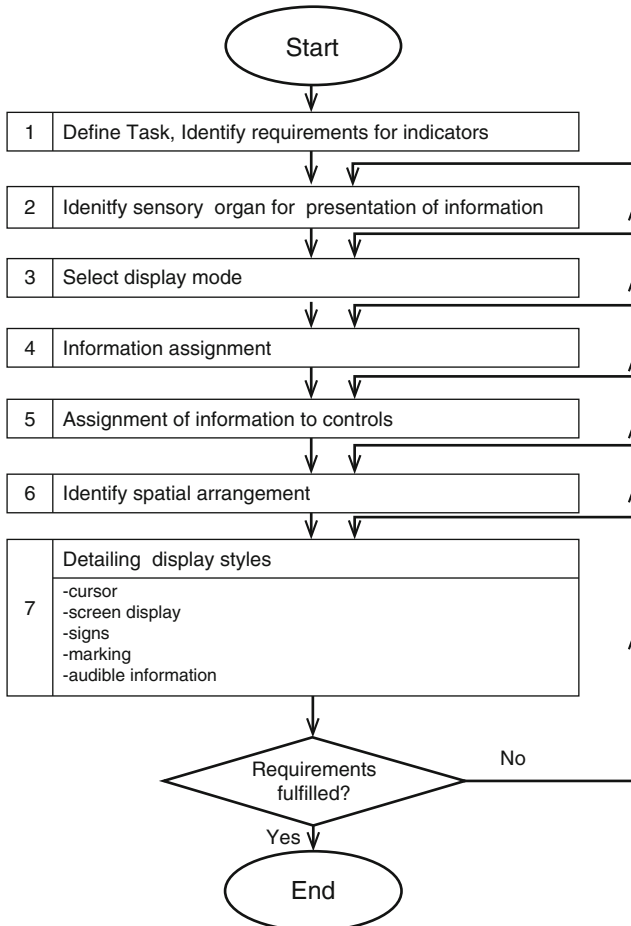 Start
1 Define Task, Identify requirements for indicators
2 Idenitfy sensory organ for presentation of information
3 Select display mode
4 Information assignment
5 Assignment of information to controls
6 Identify spatial arrangement
Detailing display styles
7
-cursor
-screen display
-signs
-marking
-audible information
Requirements
fulfilled?
No
Yes
End